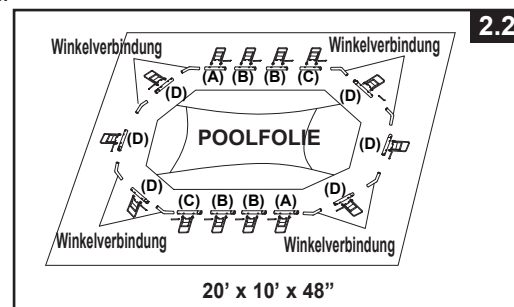 2.2
Winkelverbindung Winkelverbindung
(A) (B) (B) (C)
(D) (D)
(D) POOLFOLIE (D)
(D) (D)
(C) (B) (B) (A)
Winkelverbindung Winkelverbindung
20’ x 10’ x 48”